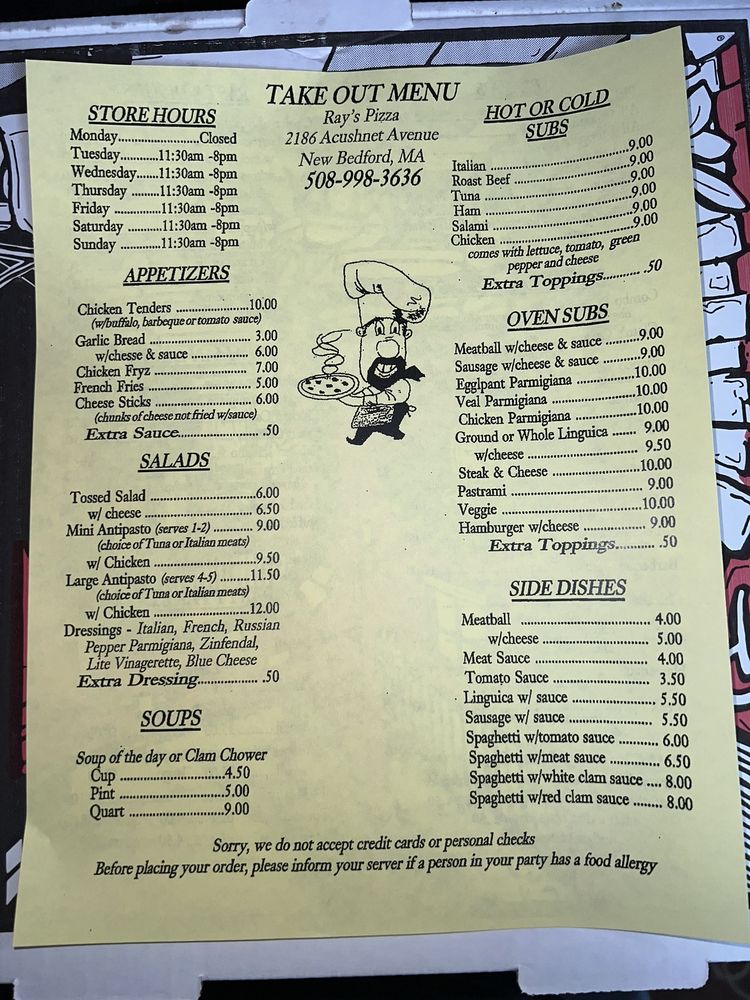 TAKE OUT MENU
Ray's Pizza
2186 Acushnet Avenue
New Bedford, MA
508-998-3636
STORE HOURS
Monday......................Closed
Tuesday...........11:30am -8pm
Wednesday......11:30am -8pm
Thursday .........11:30am -8pm
Friday .............11:30am -8pm
Saturday ..........11:30am -8pm
Sunday ............11:30am -8pm
APPETIZERS
Chicken Tenders ....................10.00
(w/buffalo, barbeque or tomato sauce)
Garlic Bread ............................ 3.00
w/chesse & sauce ................. 6.00
Chicken Fryz .......................... 7.00
French Fries ............................ 5.00
Cheese Sticks .......................... 6.00
(chunks of cheese not fried w/sauce)
Extra Sauce........................ .50
SALADS
Tossed Salad ..........................6.00
w/ cheese ........................... 6.50
Mini Antipasto (serves 1-2) .......... 9.00
(choice of Tuna or Italian meats)
w/ Chicken .........................9.50
Large Antipasto (serves 4-5) .........11.50
(choice of Tuna or Italian meats)
w/ Chicken ........................12.00
Dressings - Italian, French, Russian
Pepper Parmigiana, Zinfendal,
Lite Vinagerette, Blue Cheese
Extra Dressing................. .50
SOUPS
Soup of the day or Clam Chower
Cup ..........................4.50
Pint ..........................5.00
Quart ........................9.00
HOT OR COLD
SUBS
Italian ....................................9.00
Roast Beef ..............................9.00
Tuna ......................................9.00
Ham .......................................9.00
Salami ....................................9.00
Chicken ..................................9.00
comes with lettuce, tomato, green
pepper and cheese
Extra Toppings.......... .50
OVEN SUBS
Meatball w/cheese & sauce .........9.00
Sausage w/cheese & sauce ..........9.00
Egglpant Parmigiana ...............10.00
Veal Parmigiana .......................10.00
Chicken Parmigiana .................10.00
Ground or Whole Linguica ...... 9.00
w/cheese ............................ 9.50
Steak & Cheese .......................10.00
Pastrami .................................. 9.00
Veggie ....................................10.00
Hamburger w/cheese ............... 9.00
Extra Toppings.......... .50
SIDE DISHES
Meatball ................................ 4.00
w/cheese ........................... 5.00
Meat Sauce ............................ 4.00
Tomato Sauce ........................ 3.50
Linguica w/ sauce ................... 5.50
Sausage w/ sauce .................... 5.50
Spaghetti w/tomato sauce .......... 6.00
Spaghetti w/meat sauce ............ 6.50
Spaghetti w/white clam sauce .... 8.00
Spaghetti w/red clam sauce ....... 8.00
Sorry, we do not accept credit cards or personal checks
Before placing your order, please inform your server if a person in your party has a food allergy